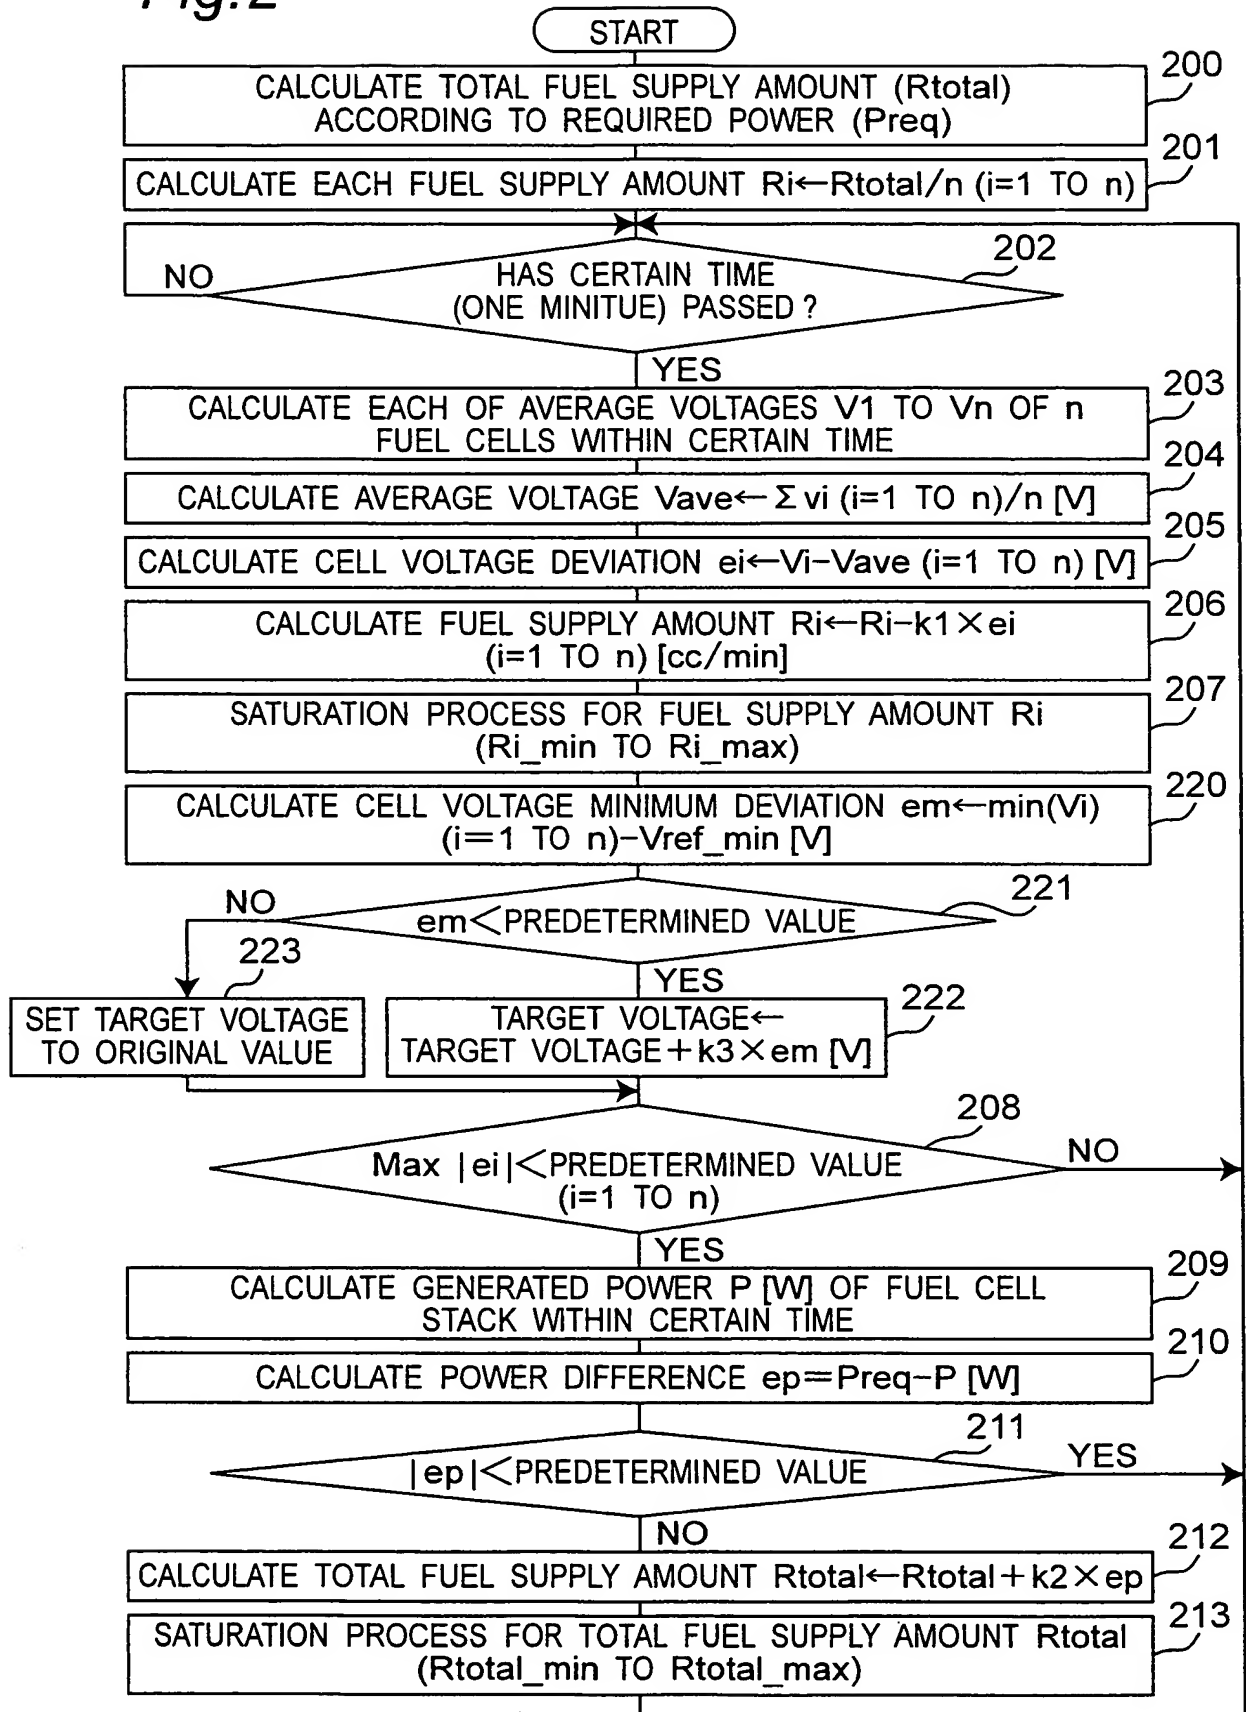 Fig.2
START
200
CALCULATE TOTAL FUEL SUPPLY AMOUNT (Rtotal)
ACCORDING TO REQUIRED POWER (Preq)
201
CALCULATE EACH FUEL SUPPLY AMOUNT Ri←Rtotal/n (i=1 TO n)
202
NO
HAS CERTAIN TIME
(ONE MINITUE) PASSED ?
YES
203
CALCULATE EACH OF AVERAGE VOLTAGES V1 TO Vn OF n
FUEL CELLS WITHIN CERTAIN TIME
204
CALCULATE AVERAGE VOLTAGE Vave←Σvi (i=1 TO n)/n [V]
205
CALCULATE CELL VOLTAGE DEVIATION ei←Vi-Vave (i=1 TO n) [V]
206
CALCULATE FUEL SUPPLY AMOUNT Ri←Ri-k1×ei
(i=1 TO n) [cc/min]
207
SATURATION PROCESS FOR FUEL SUPPLY AMOUNT Ri
(Ri_min TO Ri_max)
220
CALCULATE CELL VOLTAGE MINIMUM DEVIATION em←min(Vi)
(i=1 TO n)-Vref_min [V]
221
NO
em<PREDETERMINED VALUE
YES
223
SET TARGET VOLTAGE
TO ORIGINAL VALUE
222
TARGET VOLTAGE←
TARGET VOLTAGE+k3×em [V]
208
Max |ei|<PREDETERMINED VALUE
(i=1 TO n)
NO
YES
209
CALCULATE GENERATED POWER P [W] OF FUEL CELL
STACK WITHIN CERTAIN TIME
210
CALCULATE POWER DIFFERENCE ep=Preq-P [W]
211
|ep|<PREDETERMINED VALUE
YES
NO
212
CALCULATE TOTAL FUEL SUPPLY AMOUNT Rtotal←Rtotal+k2×ep
213
SATURATION PROCESS FOR TOTAL FUEL SUPPLY AMOUNT Rtotal
(Rtotal_min TO Rtotal_max)